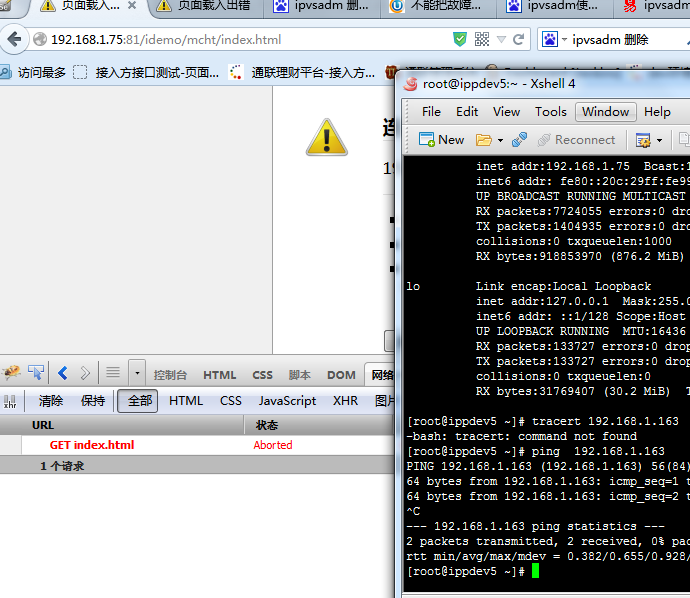 页面载入...
页面载入出错
ipvsadm 删...
不能把故障...
ipvsadm使...
ipvsadm
192.168.1.75:81/idemo/mcht/index.html
ipvsadm 删除
访问最多
接入方接口测试-页面...
通联理财平台-接入方...
root@ippdev5:~ - Xshell 4
File Edit View Tools Window Help
New
Reconnect
inet addr:192.168.1.75 Bcast:1
inet6 addr: fe80::20c:29ff:fe99
UP BROADCAST RUNNING MULTICAST
RX packets:7724055 errors:0 dro
TX packets:1404935 errors:0 dro
collisions:0 txqueuelen:1000
RX bytes:918853970 (876.2 MiB)
lo Link encap:Local Loopback
inet addr:127.0.0.1 Mask:255.0
inet6 addr: ::1/128 Scope:Host
UP LOOPBACK RUNNING MTU:16436
RX packets:133727 errors:0 drop
TX packets:133727 errors:0 drop
collisions:0 txqueuelen:0
RX bytes:31769407 (30.2 MiB) T
[root@ippdev5 ~]# tracert 192.168.1.163
-bash: tracert: command not found
[root@ippdev5 ~]# ping 192.168.1.163
PING 192.168.1.163 (192.168.1.163) 56(84)
64 bytes from 192.168.1.163: icmp_seq=1 t
64 bytes from 192.168.1.163: icmp_seq=2 t
^C
--- 192.168.1.163 ping statistics ---
2 packets transmitted, 2 received, 0% pac
rtt min/avg/max/mdev = 0.382/0.655/0.928/
[root@ippdev5 ~]#
控制台 HTML CSS 脚本 DOM 网络
清除 保持 全部 HTML CSS JavaScript XHR 图片
URL 状态
GET index.html Aborted
1 个请求